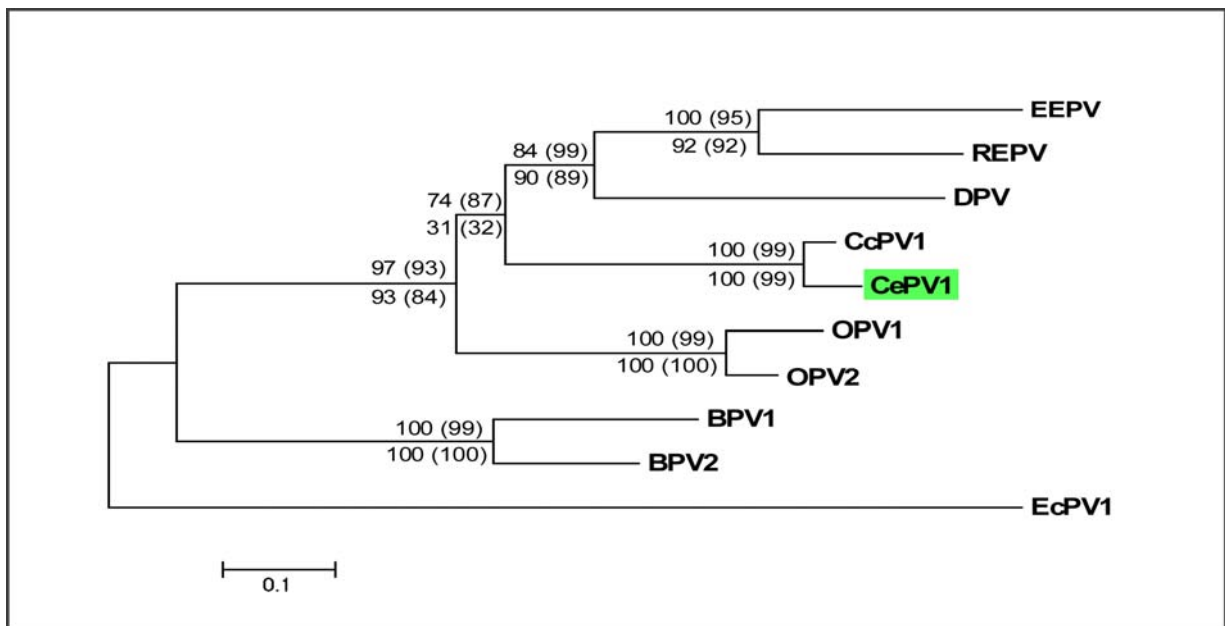 EEPV
100 (95)
92 (92)
REPV
84 (99)
90 (89)
DPV
74 (87)
31 (32)
CcPV1
100 (99)
100 (99)
CePV1
97 (93)
93 (84)
OPV1
100 (99)
100 (100)
OPV2
BPV1
100 (99)
100 (100)
BPV2
EcPV1
0.1